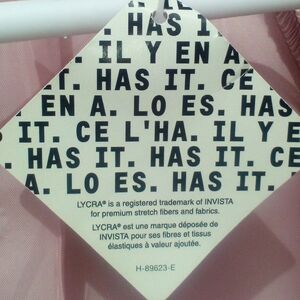 HAS IT.
A. IL Y EN A.
ET. HAS IT. CE
EN A. LO ES. HAS
IT. CE L'HA. IL Y E
. HAS IT. HAS IT. CE
A. LO ES. HAS IT.
LYCRA® is a registered trademark of INVISTA
for premium stretch fibers and fabrics.
LYCRA® est une marque déposée de
INVISTA pour ses fibres et tissus
élastiques à valeur ajoutée.
H-89623-E